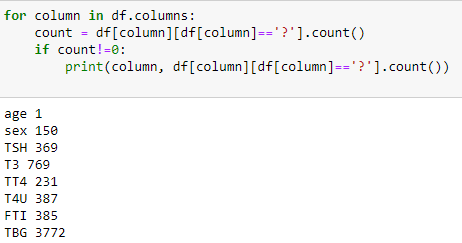 for column in df.columns:
    count = df[column][df[column]=='?'].count()
    if count!=0:
        print(column, df[column][df[column]=='?'].count())
age 1
sex 150
TSH 369
T3 769
TT4 231
T4U 387
FTI 385
TBG 3772